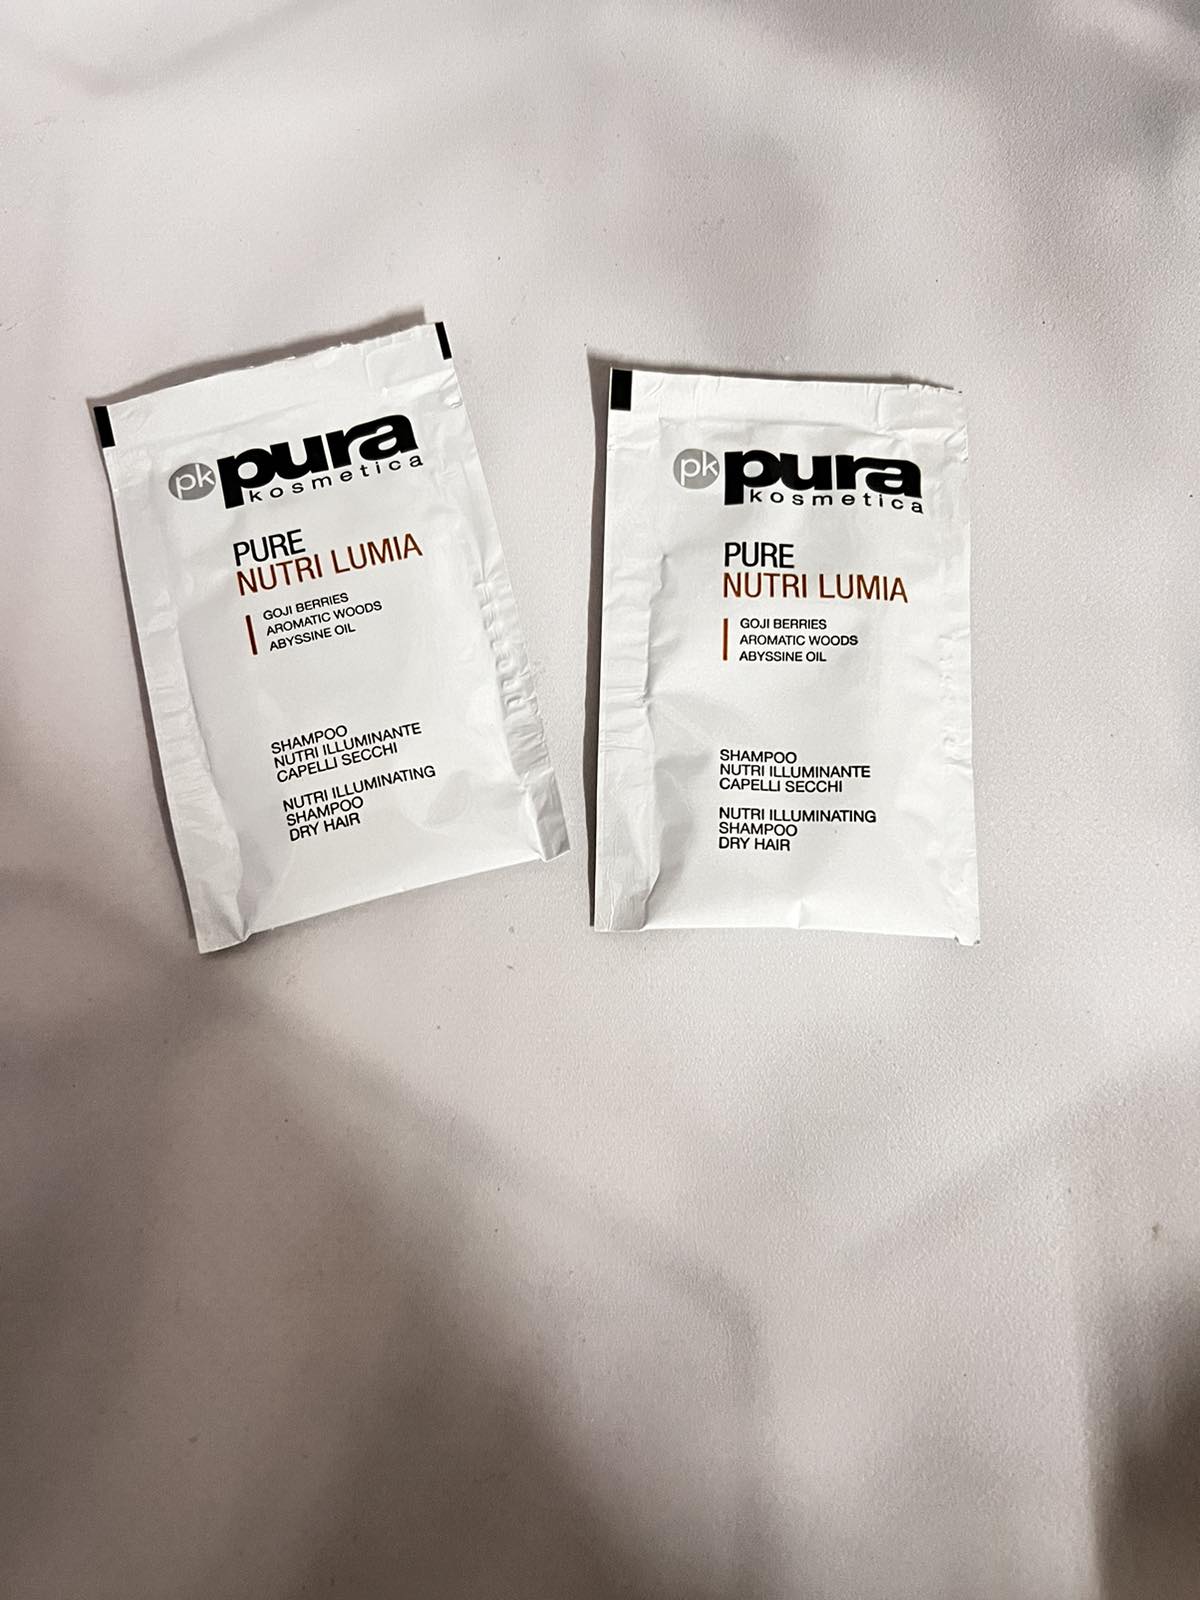 pk pura
kosmetica
PURE
NUTRI LUMIA
GOJI BERRIES
AROMATIC WOODS
ABYSSINE OIL
SHAMPOO
NUTRI ILLUMINANTE
CAPELLI SECCHI
NUTRI ILLUMINATING
SHAMPOO
DRY HAIR
pk pura
kosmetica
PURE
NUTRI LUMIA
GOJI BERRIES
AROMATIC WOODS
ABYSSINE OIL
SHAMPOO
NUTRI ILLUMINANTE
CAPELLI SECCHI
NUTRI ILLUMINATING
SHAMPOO
DRY HAIR